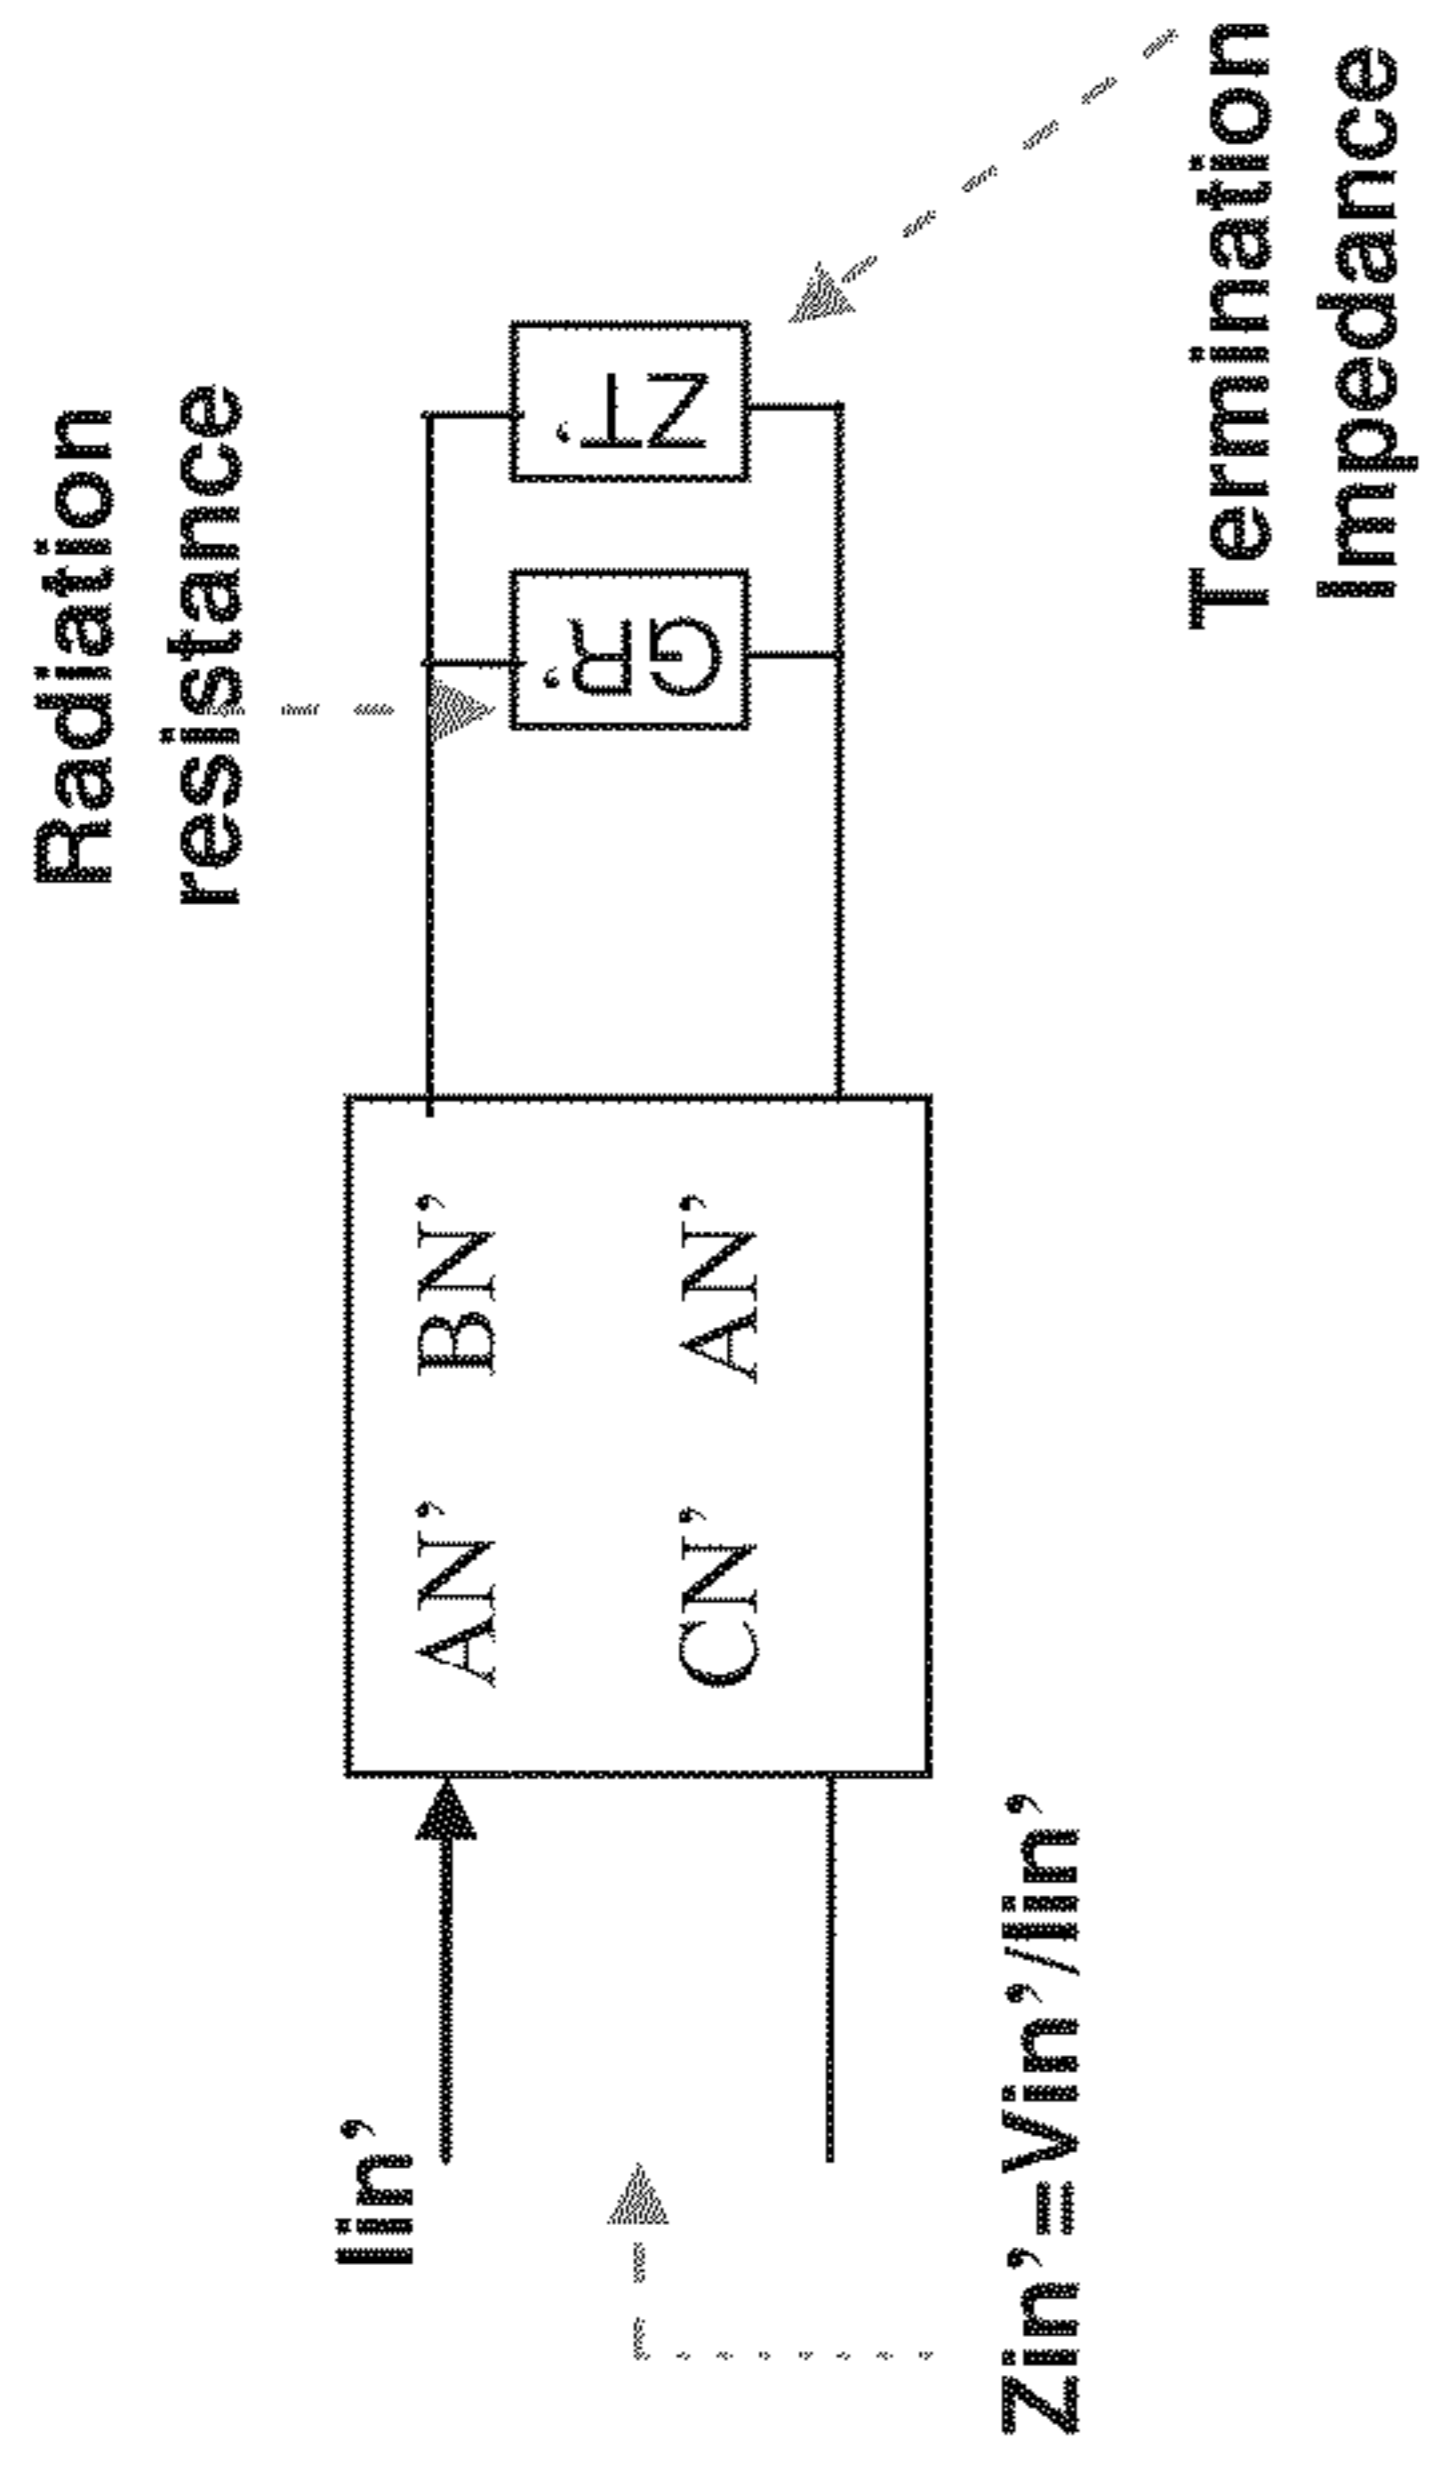 Radiation
resistance
Iin’
AN’ BN’
CN’ AN’
GR’
ZT’
Zin’=Vin’/Iin’
Termination
Impedance